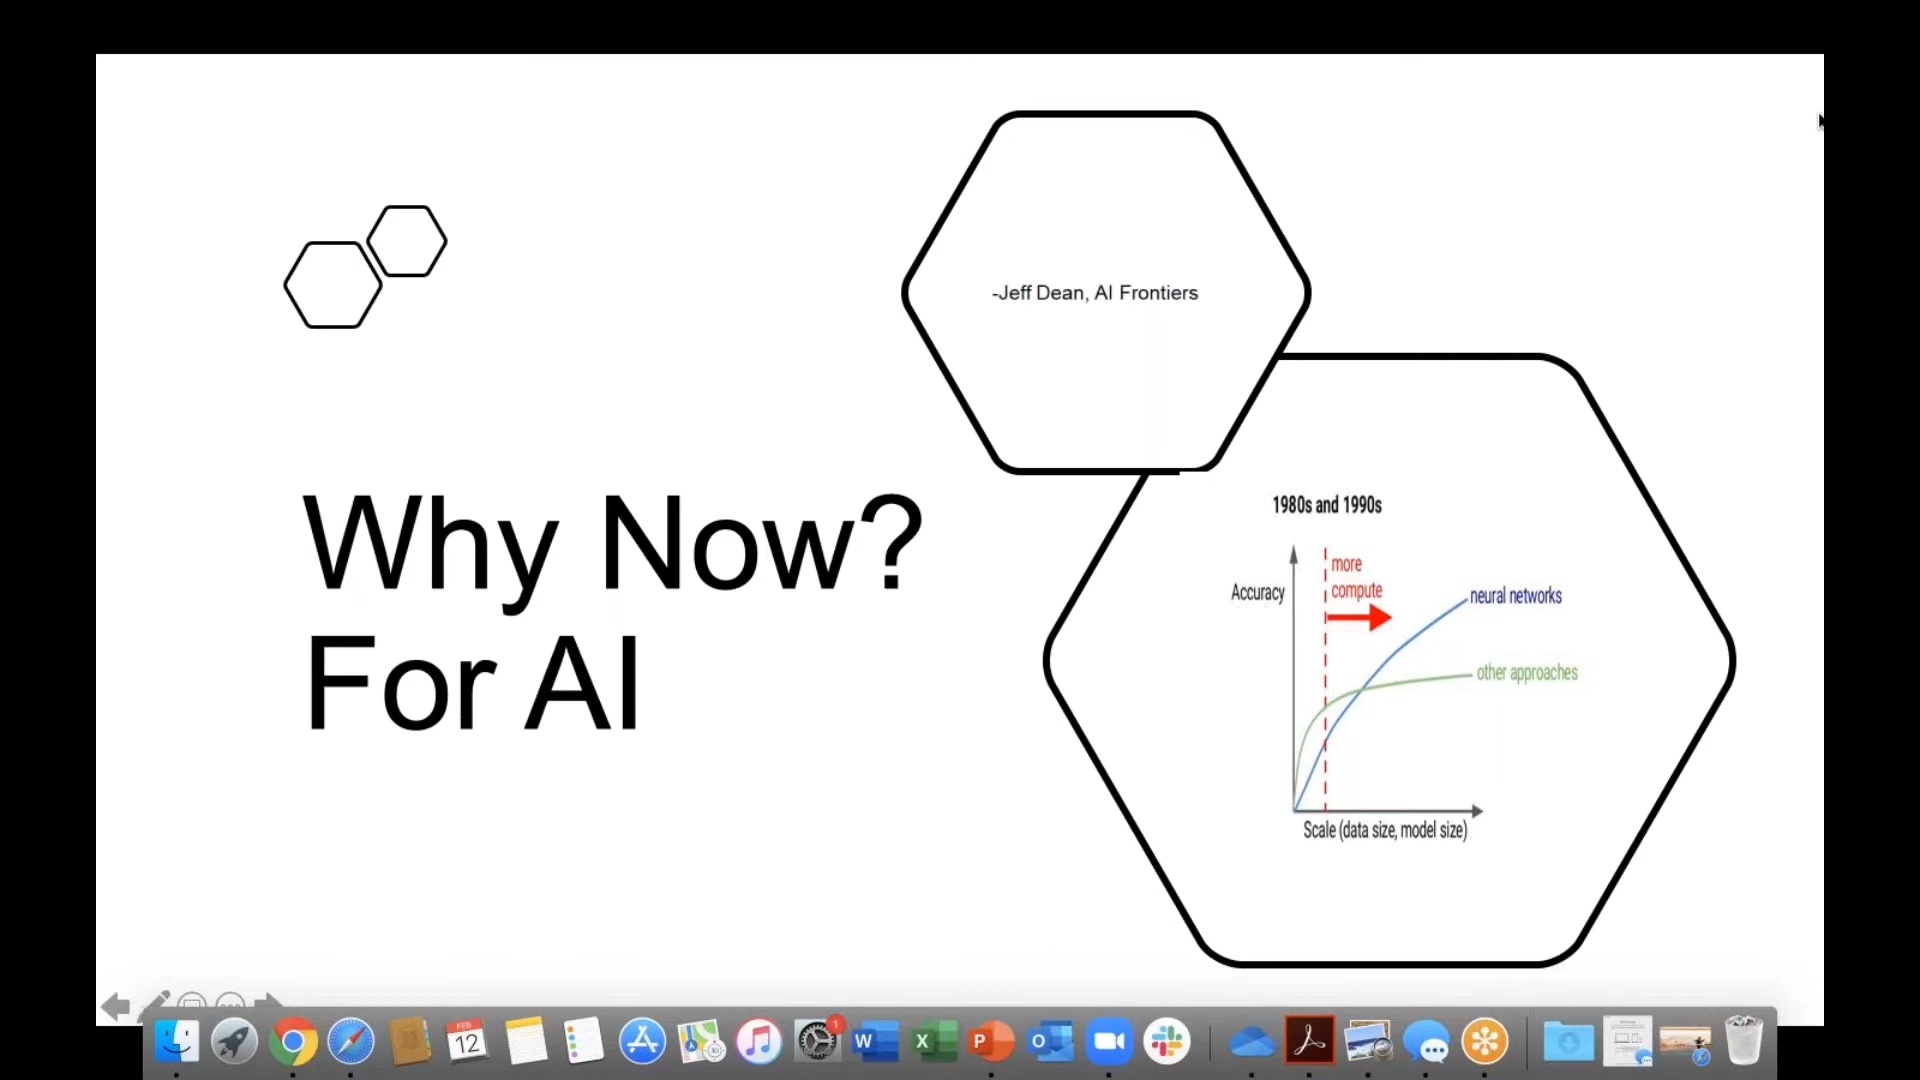 -Jeff Dean, AI Frontiers
Why Now?
For AI
1980s and 1990s
more
compute
Accuracy
neural networks
other approaches
Scale (data size, model size)
FEB
12
1
W
X
P
O